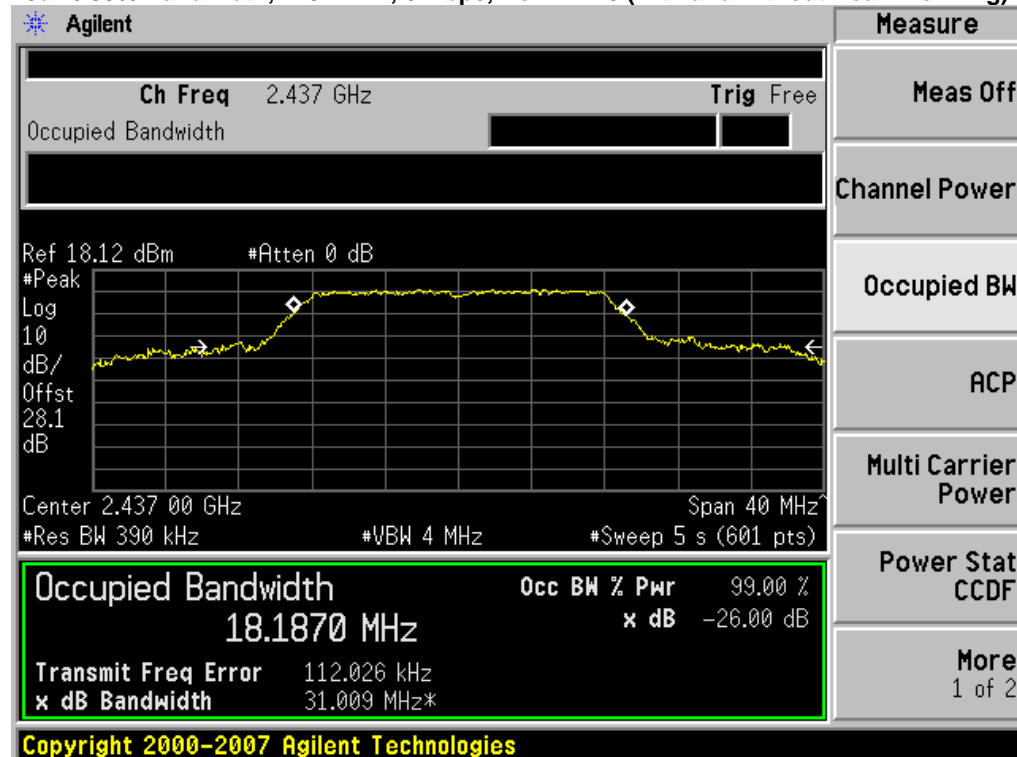 Agilent
Measure
Ch Freq 2.437 GHz Trig Free
Occupied Bandwidth
Meas Off
Channel Power
Occupied BW
ACP
Multi Carrier
Power
Power Stat
CCDF
More
1 of 2
Ref 18.12 dBm #Atten 0 dB
#Peak
Log
10
dB/
Offst
28.1
dB
Center 2.437 00 GHz Span 40 MHz^
#Res BW 390 kHz #VBW 4 MHz #Sweep 5 s (601 pts)
Occupied Bandwidth Occ BW % Pwr 99.00 %
18.1870 MHz x dB -26.00 dB
Transmit Freq Error 112.026 kHz
x dB Bandwidth 31.009 MHz*
Copyright 2000-2007 Agilent Technologies